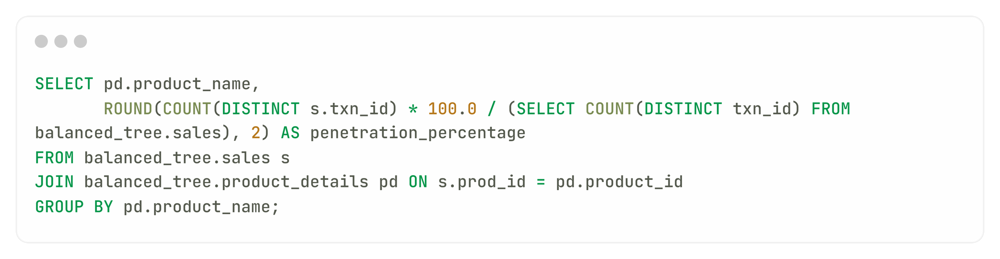 SELECT pd.product_name,
       ROUND(COUNT(DISTINCT s.txn_id) * 100.0 / (SELECT COUNT(DISTINCT txn_id) FROM
balanced_tree.sales), 2) AS penetration_percentage
FROM balanced_tree.sales s
JOIN balanced_tree.product_details pd ON s.prod_id = pd.product_id
GROUP BY pd.product_name;